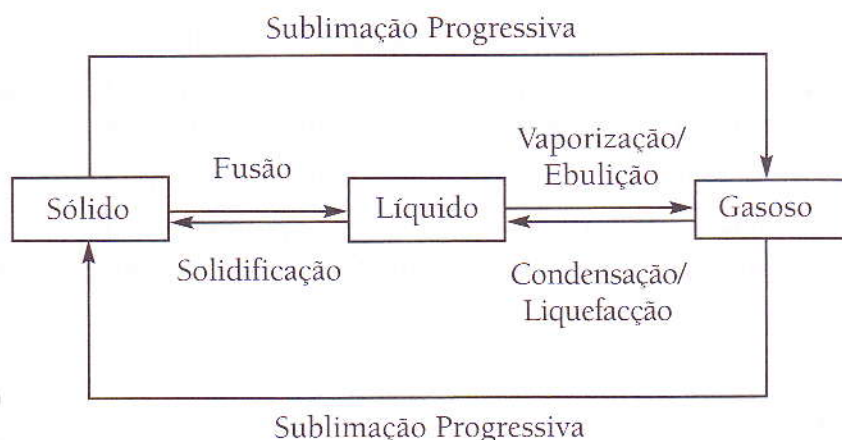 Sublimação Progressiva
Fusão
Vaporização/
Ebulição
Sólido
Líquido
Gasoso
Solidificação
Condensação/
Liquefacção
Sublimação Progressiva